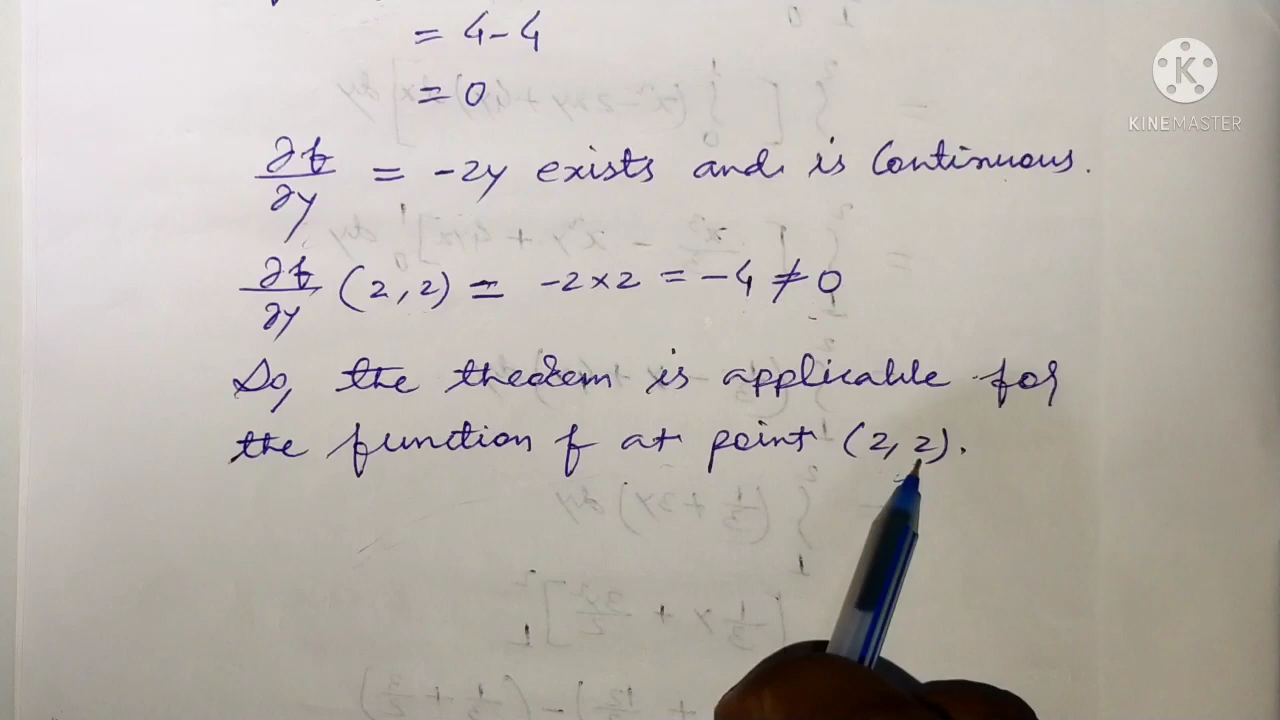 = 4-4
= 0
KINEMASTER
∂f/∂y = -2y exists and is Continuous.
∂f/∂y (2,2) = -2×2 = -4 ≠ 0
So, the theorem is applicable for
the function f at point (2,2).